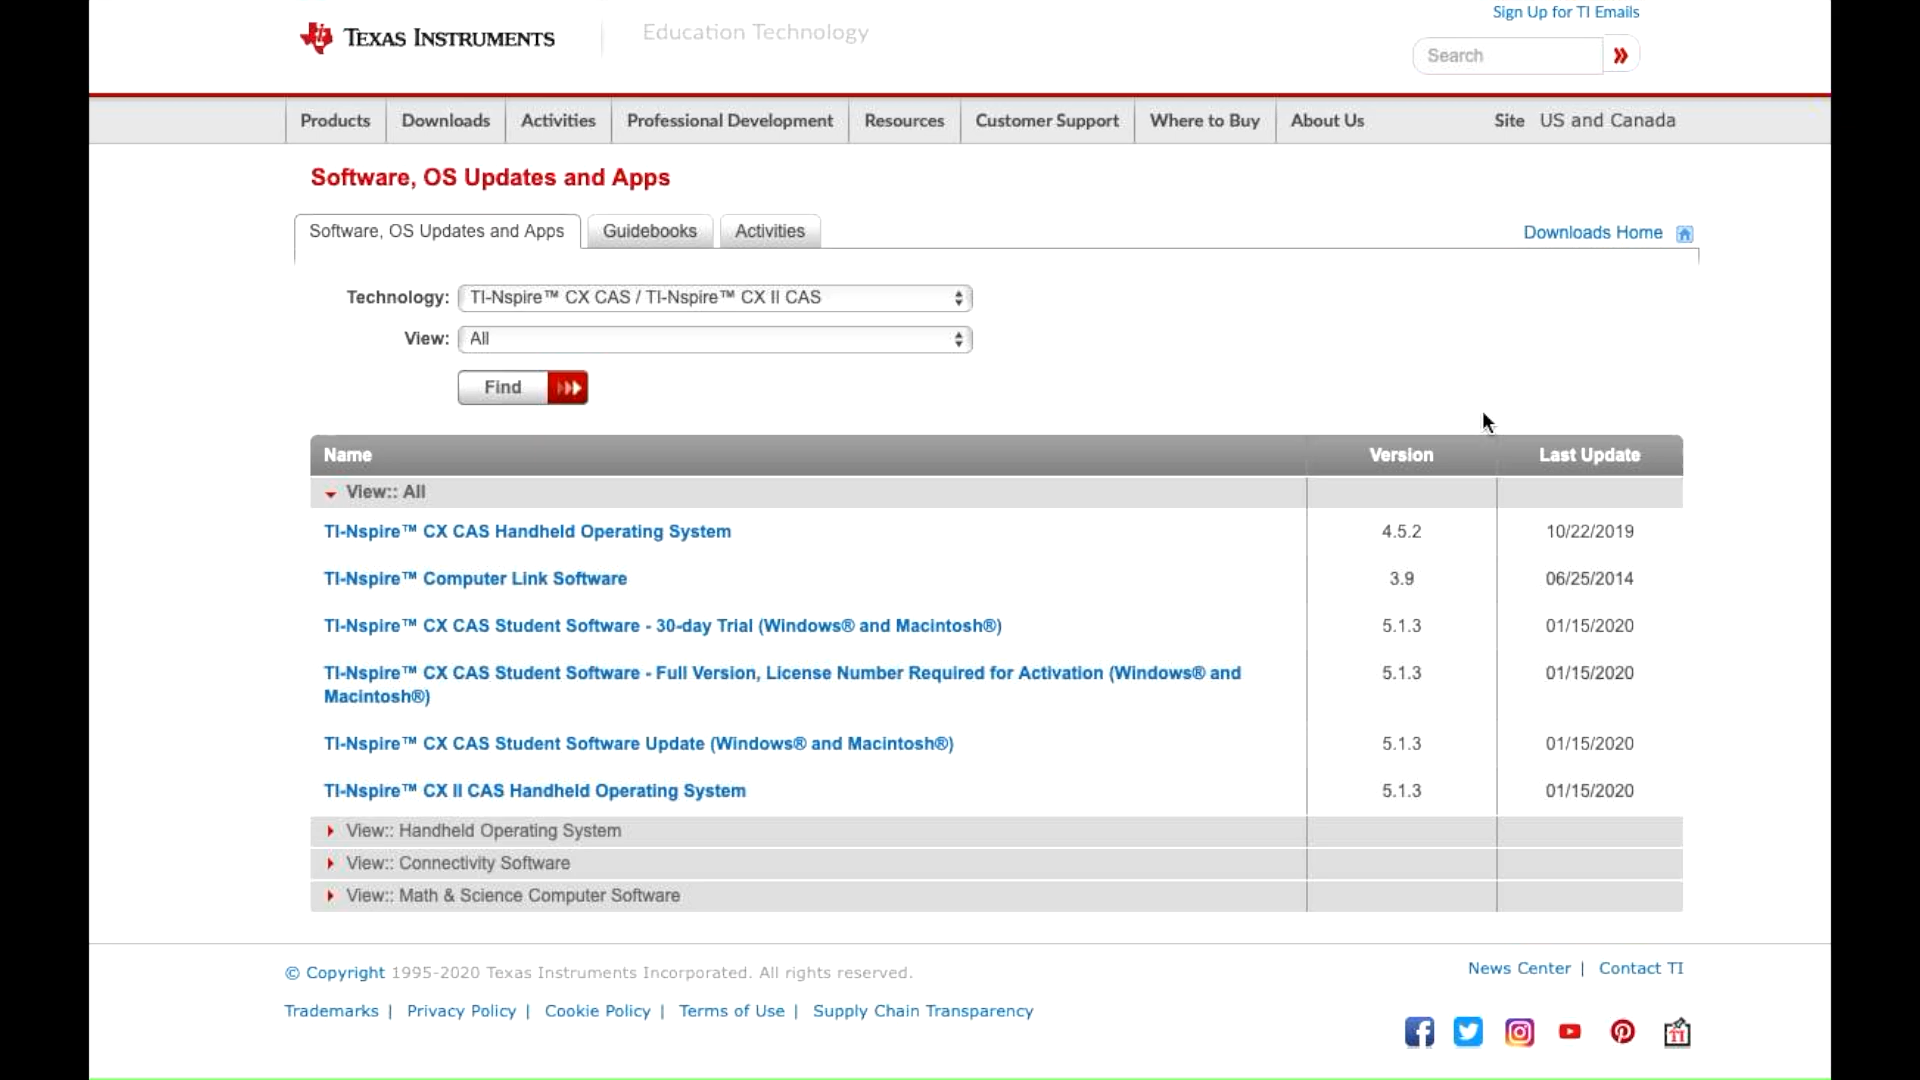 TEXAS INSTRUMENTS
Education Technology
Sign Up for TI Emails
Search
Products
Downloads
Activities
Professional Development
Resources
Customer Support
Where to Buy
About Us
Site US and Canada
Software, OS Updates and Apps
Software, OS Updates and Apps
Guidebooks
Activities
Downloads Home
Technology: TI-Nspire™ CX CAS / TI-Nspire™ CX II CAS
View: All
Find
Name Version Last Update
View:: All
TI-Nspire™ CX CAS Handheld Operating System 4.5.2 10/22/2019
TI-Nspire™ Computer Link Software 3.9 06/25/2014
TI-Nspire™ CX CAS Student Software - 30-day Trial (Windows® and Macintosh®) 5.1.3 01/15/2020
TI-Nspire™ CX CAS Student Software - Full Version, License Number Required for Activation (Windows® and 5.1.3 01/15/2020
Macintosh®)
TI-Nspire™ CX CAS Student Software Update (Windows® and Macintosh®) 5.1.3 01/15/2020
TI-Nspire™ CX II CAS Handheld Operating System 5.1.3 01/15/2020
View:: Handheld Operating System
View:: Connectivity Software
View:: Math & Science Computer Software
© Copyright 1995-2020 Texas Instruments Incorporated. All rights reserved.
News Center | Contact TI
Trademarks | Privacy Policy | Cookie Policy | Terms of Use | Supply Chain Transparency